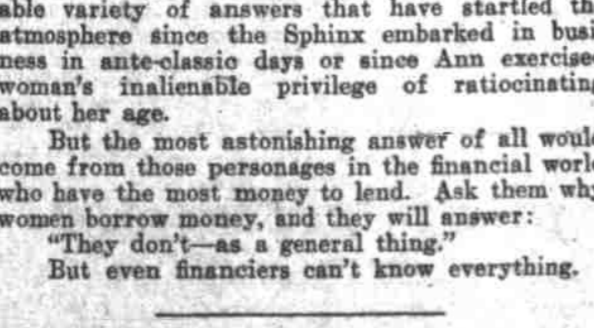 able variety of answers that have startled th
atmosphere since the Sphinx embarked in busi
ness in ante-classic days or since Ann exercise
woman's inalienable privilege of ratiocinating
about her age.
But the most astonishing answer of all would
come from those personages in the financial world
who have the most money to lend. Ask them why
women borrow money, and they will answer:
"They don't—as a general thing."
But even financiers can't know everything.